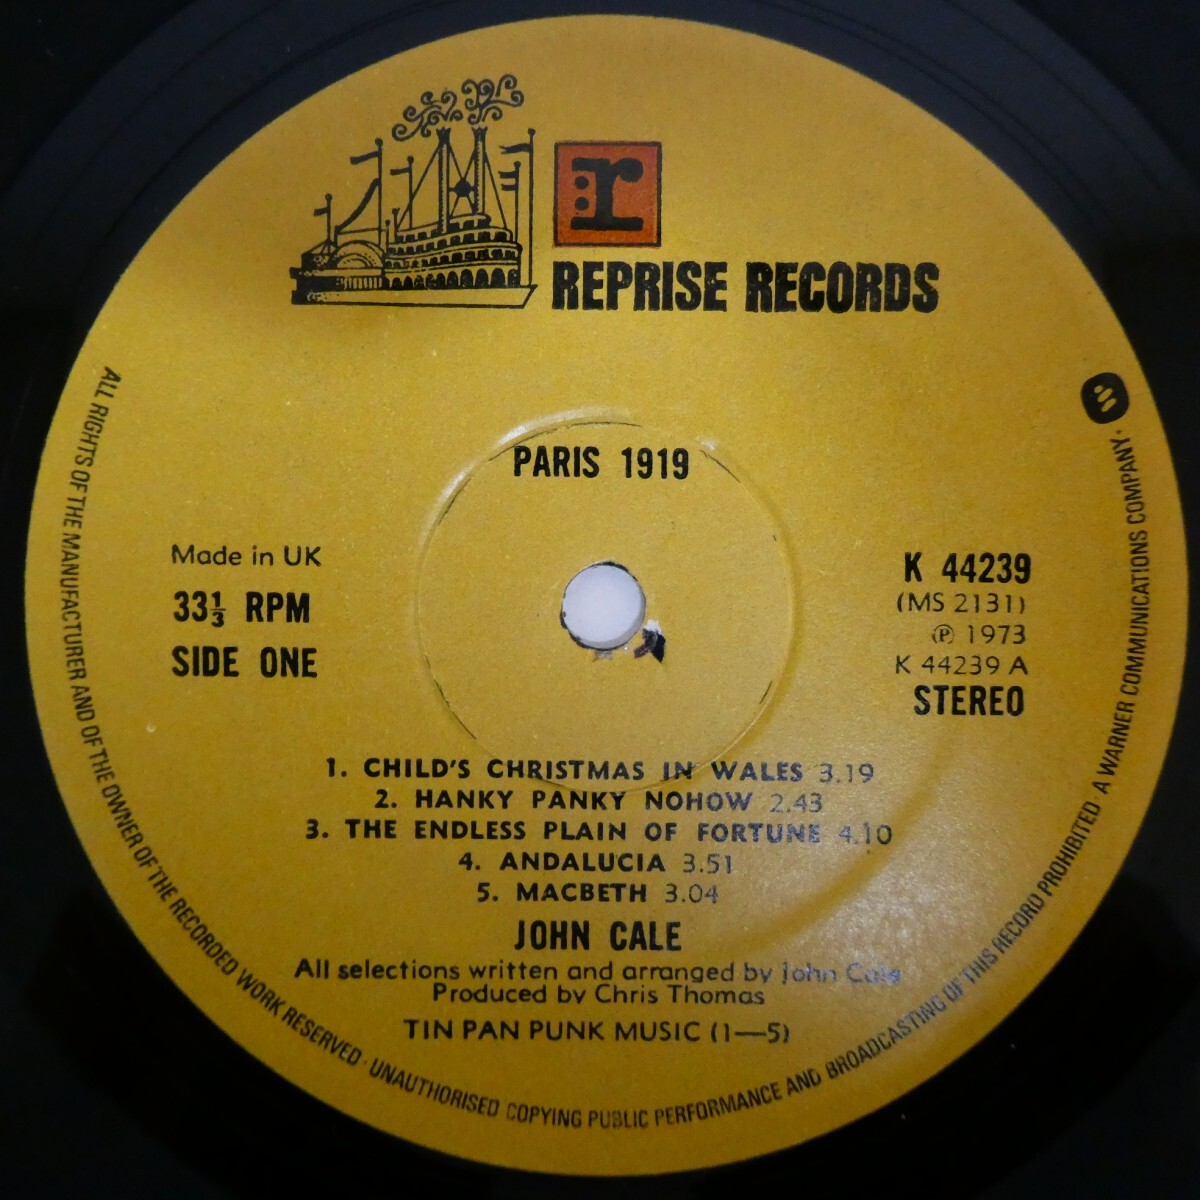 r
REPRISE RECORDS
PARIS 1919
Made in UK
33⅓ RPM
SIDE ONE
K 44239
(MS 2131)
℗ 1973
K 44239 A
STEREO
1. CHILD'S CHRISTMAS IN WALES 3.19
2. HANKY PANKY NOHOW 2.43
3. THE ENDLESS PLAIN OF FORTUNE 4.10
4. ANDALUCIA 3.51
5. MACBETH 3.04
JOHN CALE
All selections written and arranged by John Cale
Produced by Chris Thomas
TIN PAN PUNK MUSIC (1—5)
ALL RIGHTS OF THE MANUFACTURER AND OF THE OWNER OF THE RECORDED WORK RESERVED · UNAUTHORISED COPYING PUBLIC PERFORMANCE AND BROADCASTING OF THIS RECORD PROHIBITED · A WARNER COMMUNICATIONS COMPANY ·